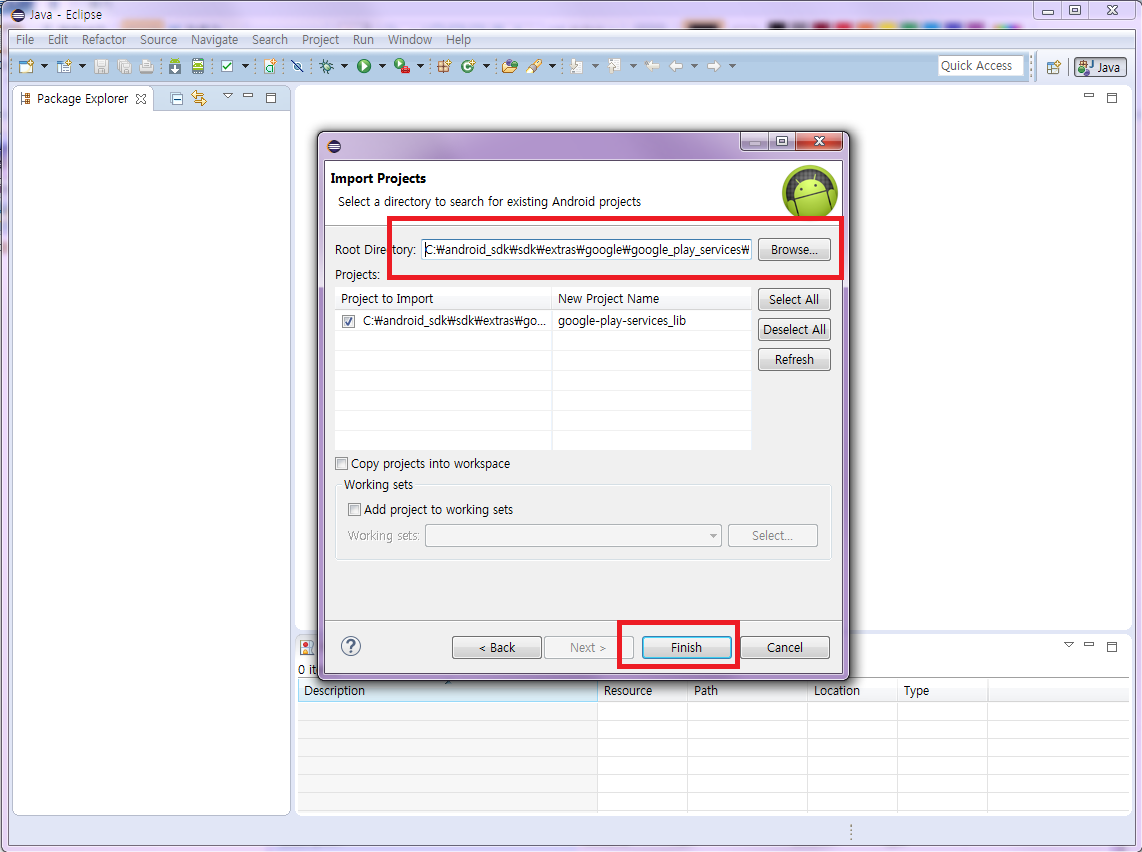 Java - Eclipse
File Edit Refactor Source Navigate Search Project Run Window Help
Quick Access
Java
Package Explorer
Import Projects
Select a directory to search for existing Android projects
Root Directory: C:₩android_sdk₩sdk₩extras₩google₩google_play_services₩ Browse...
Projects:
Project to Import New Project Name Select All
C:₩android_sdk₩sdk₩extras₩go... google-play-services_lib
Deselect All
Refresh
Copy projects into workspace
Working sets
Add project to working sets
Working sets: Select...
? < Back Next > Finish Cancel
0 it
Description Resource Path Location Type